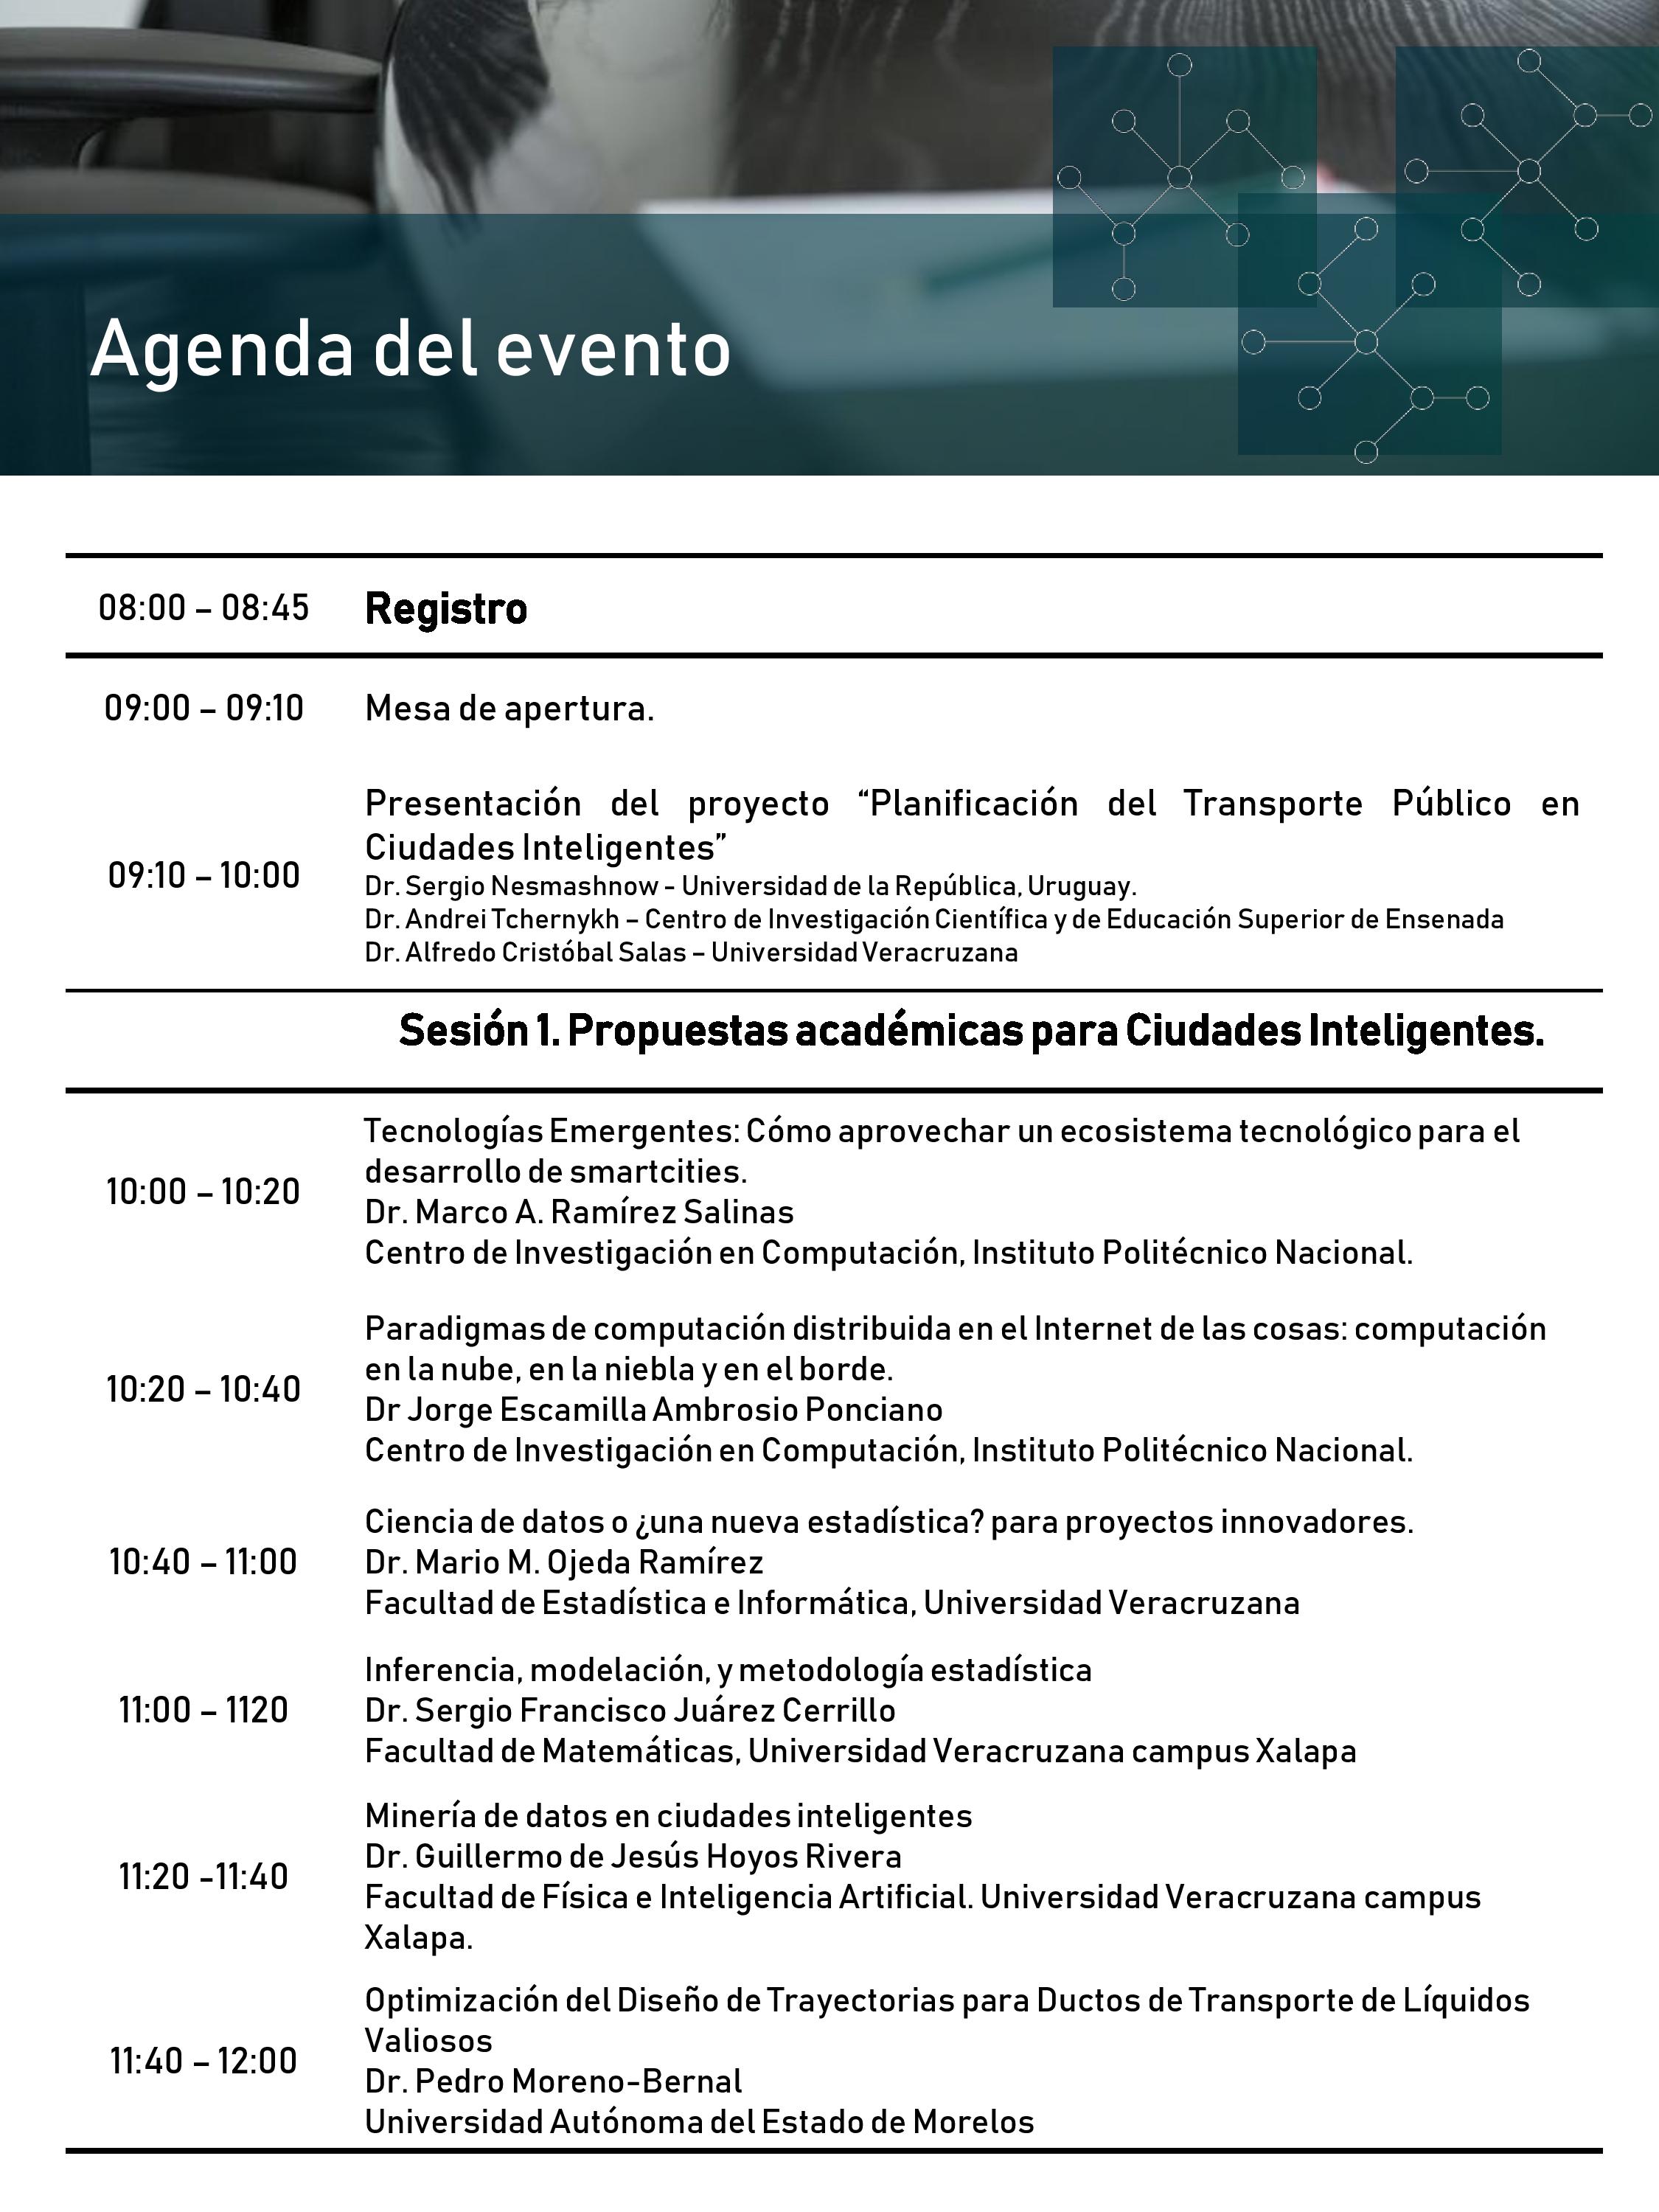 Agenda del evento
08:00 – 08:45 Registro
09:00 – 09:10 Mesa de apertura.
Presentación del proyecto “Planificación del Transporte Público en
Ciudades Inteligentes”
09:10 – 10:00
Dr. Sergio Nesmashnow - Universidad de la República, Uruguay.
Dr. Andrei Tchernykh – Centro de Investigación Científica y de Educación Superior de Ensenada
Dr. Alfredo Cristóbal Salas – Universidad Veracruzana
Sesión 1. Propuestas académicas para Ciudades Inteligentes.
10:00 – 10:20
Tecnologías Emergentes: Cómo aprovechar un ecosistema tecnológico para el
desarrollo de smartcities.
Dr. Marco A. Ramírez Salinas
Centro de Investigación en Computación, Instituto Politécnico Nacional.
10:20 – 10:40
Paradigmas de computación distribuida en el Internet de las cosas: computación
en la nube, en la niebla y en el borde.
Dr Jorge Escamilla Ambrosio Ponciano
Centro de Investigación en Computación, Instituto Politécnico Nacional.
10:40 – 11:00
Ciencia de datos o ¿una nueva estadística? para proyectos innovadores.
Dr. Mario M. Ojeda Ramírez
Facultad de Estadística e Informática, Universidad Veracruzana
11:00 – 1120
Inferencia, modelación, y metodología estadística
Dr. Sergio Francisco Juárez Cerrillo
Facultad de Matemáticas, Universidad Veracruzana campus Xalapa
11:20 -11:40
Minería de datos en ciudades inteligentes
Dr. Guillermo de Jesús Hoyos Rivera
Facultad de Física e Inteligencia Artificial. Universidad Veracruzana campus
Xalapa.
11:40 – 12:00
Optimización del Diseño de Trayectorias para Ductos de Transporte de Líquidos
Valiosos
Dr. Pedro Moreno-Bernal
Universidad Autónoma del Estado de Morelos